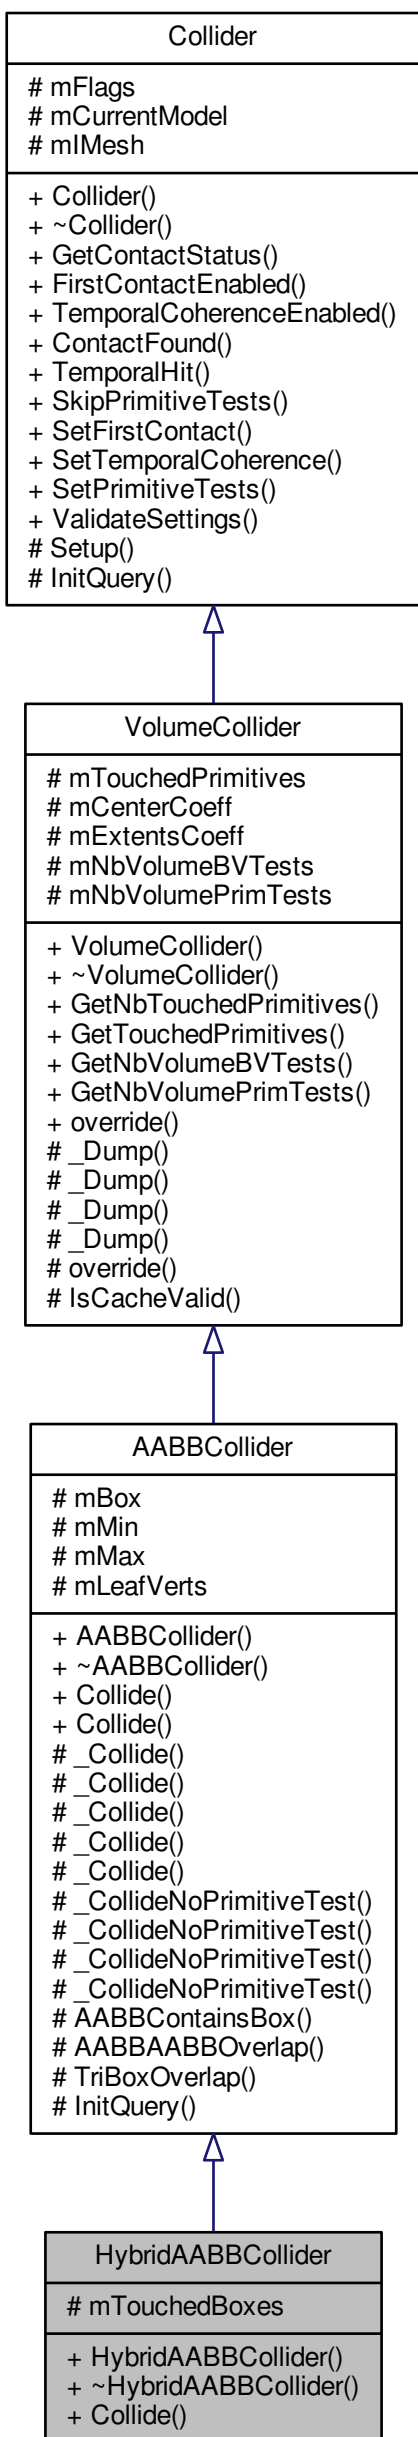 Collider
# mFlags
# mCurrentModel
# mIMesh
+ Collider()
+ ~Collider()
+ GetContactStatus()
+ FirstContactEnabled()
+ TemporalCoherenceEnabled()
+ ContactFound()
+ TemporalHit()
+ SkipPrimitiveTests()
+ SetFirstContact()
+ SetTemporalCoherence()
+ SetPrimitiveTests()
+ ValidateSettings()
# Setup()
# InitQuery()
VolumeCollider
# mTouchedPrimitives
# mCenterCoeff
# mExtentsCoeff
# mNbVolumeBVTests
# mNbVolumePrimTests
+ VolumeCollider()
+ ~VolumeCollider()
+ GetNbTouchedPrimitives()
+ GetTouchedPrimitives()
+ GetNbVolumeBVTests()
+ GetNbVolumePrimTests()
+ override()
# _Dump()
# _Dump()
# _Dump()
# _Dump()
# override()
# IsCacheValid()
AABBCollider
# mBox
# mMin
# mMax
# mLeafVerts
+ AABBCollider()
+ ~AABBCollider()
+ Collide()
+ Collide()
# _Collide()
# _Collide()
# _Collide()
# _Collide()
# _Collide()
# _CollideNoPrimitiveTest()
# _CollideNoPrimitiveTest()
# _CollideNoPrimitiveTest()
# _CollideNoPrimitiveTest()
# AABBContainsBox()
# AABBAABBOverlap()
# TriBoxOverlap()
# InitQuery()
HybridAABBCollider
# mTouchedBoxes
+ HybridAABBCollider()
+ ~HybridAABBCollider()
+ Collide()